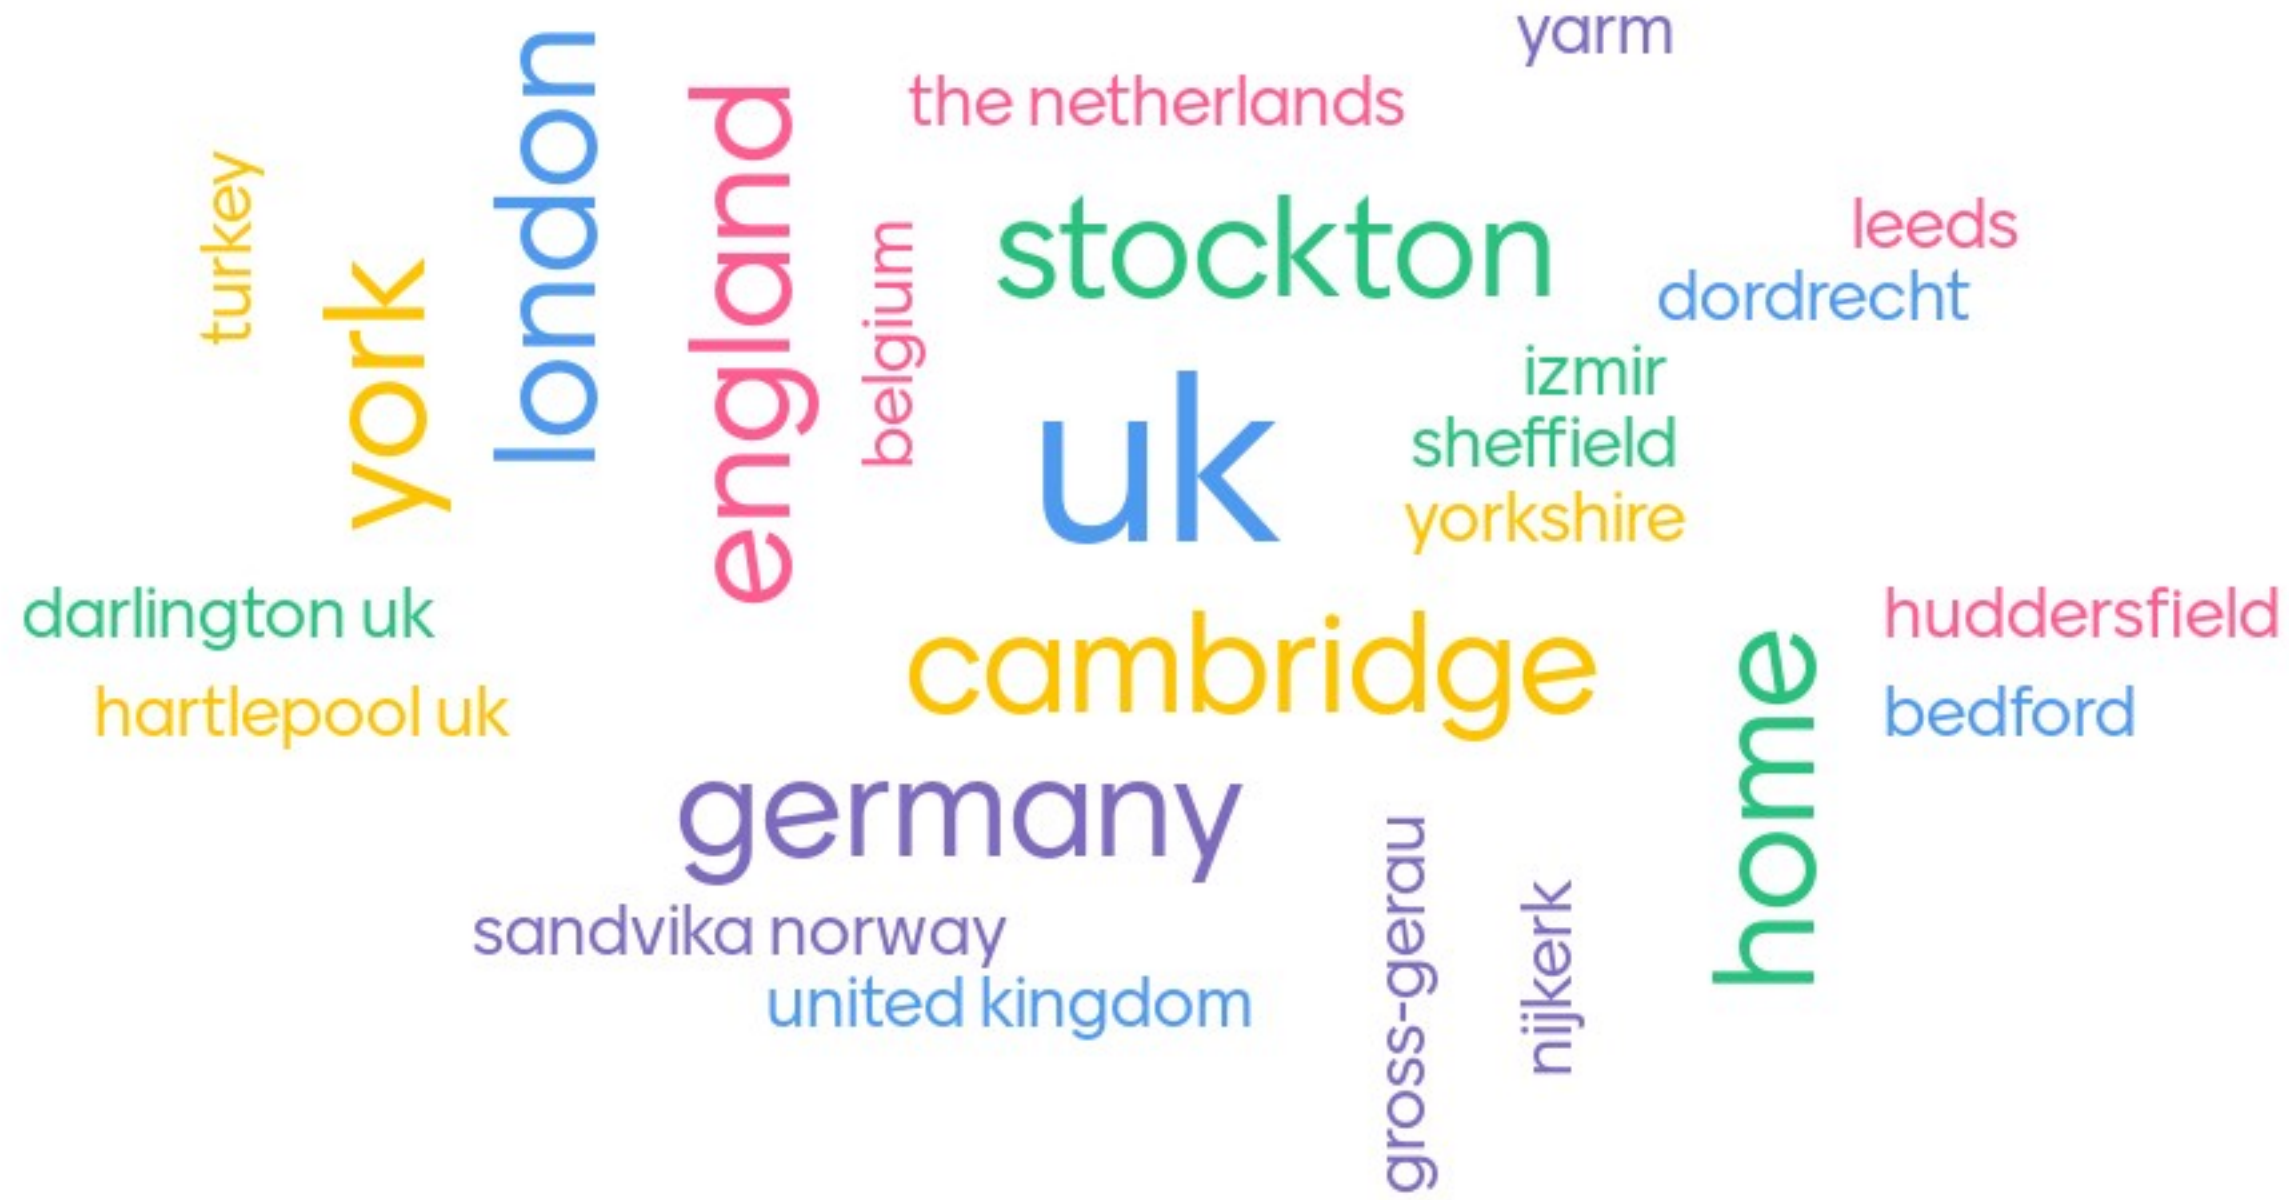 yarm
the netherlands
london
england
turkey
stockton
leeds
belgium
york
dordrecht
izmir
uk
sheffield
yorkshire
darlington uk
huddersfield
cambridge
home
hartlepool uk
bedford
germany
gross-gerau
nijkerk
sandvika norway
united kingdom